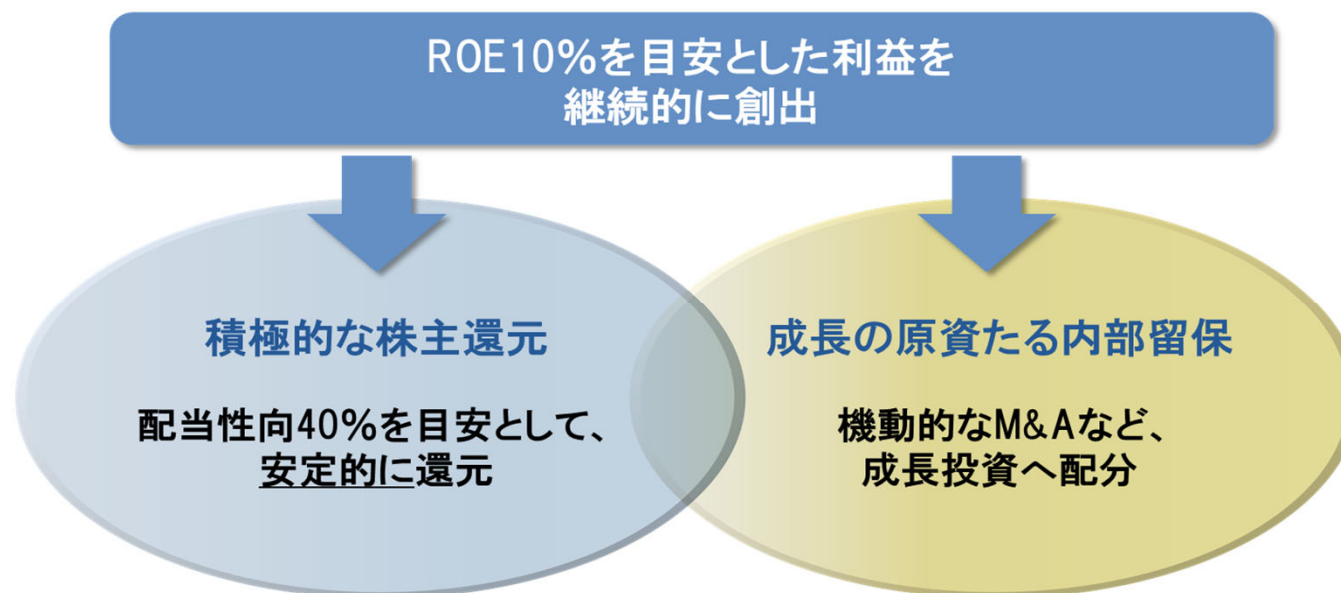 ROE10%を目安とした利益を
継続的に創出
積極的な株主還元
配当性向40%を目安として、
安定的に還元
成長の原資たる内部留保
機動的なM&Aなど、
成長投資へ配分